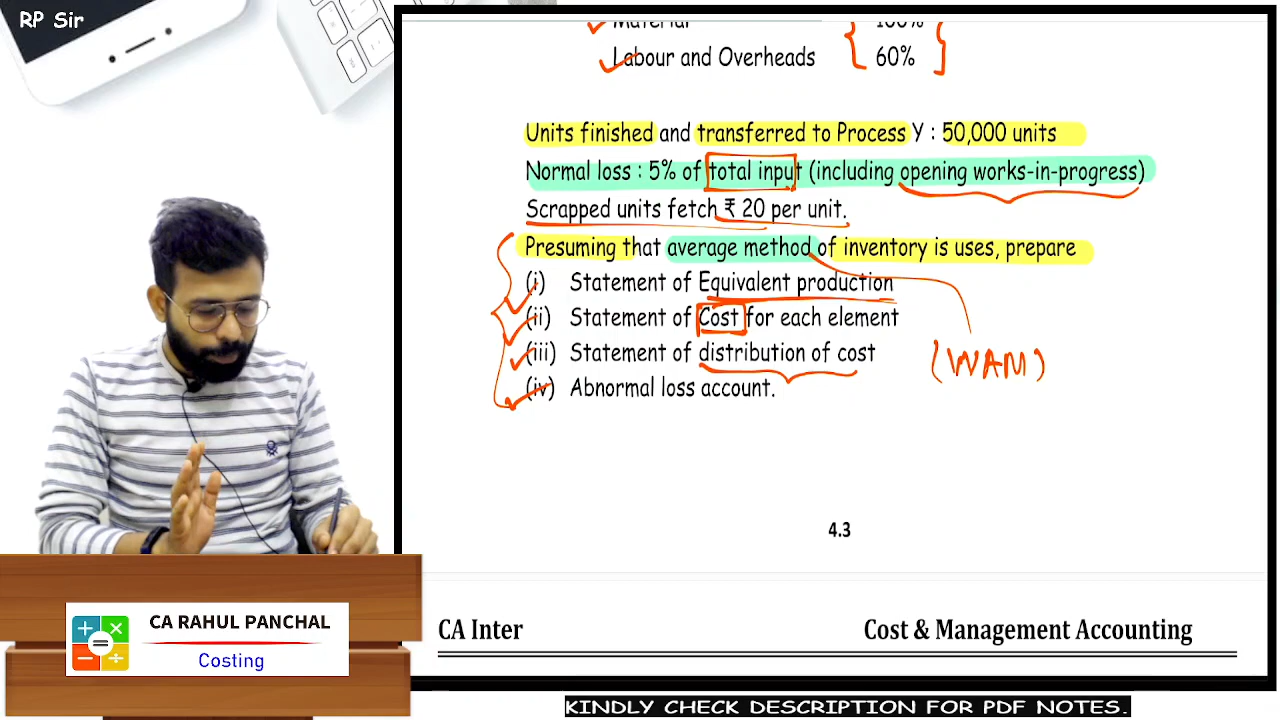 RP Sir
Material 100%
Labour and Overheads 60%
Units finished and transferred to Process Y : 50,000 units
Normal loss : 5% of total input (including opening works-in-progress)
Scrapped units fetch ₹ 20 per unit.
Presuming that average method of inventory is uses, prepare
(i) Statement of Equivalent production
(ii) Statement of Cost for each element
(iii) Statement of distribution of cost
(WAM)
(iv) Abnormal loss account.
4.3
CA Inter Cost & Management Accounting
CA RAHUL PANCHAL
Costing
KINDLY CHECK DESCRIPTION FOR PDF NOTES.